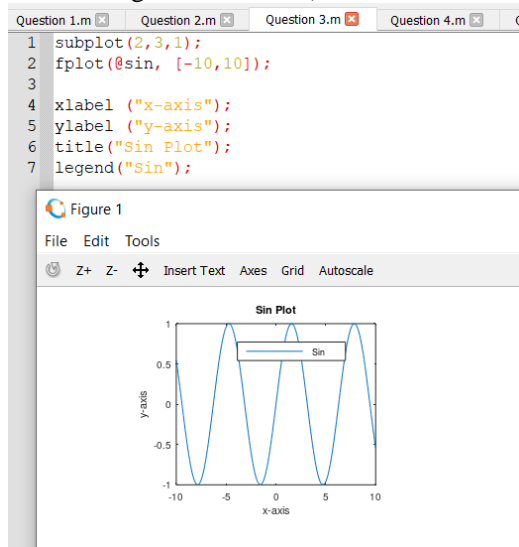 Question 1.m Question 2.m Question 3.m Question 4.m
1 subplot(2,3,1);
2 fplot(@sin, [-10,10]);
3
4 xlabel ("x-axis");
5 ylabel ("y-axis");
6 title("Sin Plot");
7 legend("Sin");
Figure 1
File Edit Tools
Z+ Z- Insert Text Axes Grid Autoscale
Sin Plot
Sin
1
0.5
0
-0.5
-1
y-axis
-10 -5 0 5 10
x-axis